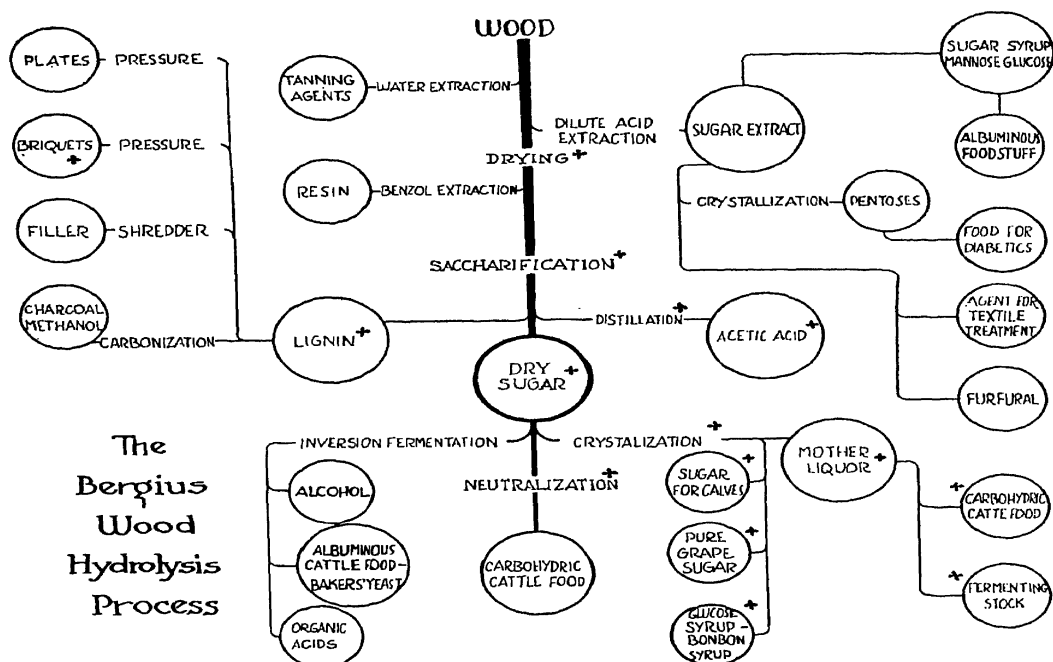 WOOD
PLATES
PRESSURE
BRIQUETS +
PRESSURE
FILLER
SHREDDER
CHARCOAL
METHANOL
CARBONIZATION
LIGNIN +
TANNING
AGENTS
WATER EXTRACTION
RESIN
BENZOL EXTRACTION
DILUTE ACID
EXTRACTION
DRYING +
SACCHARIFICATION +
DISTILLATION +
ACETIC ACID +
SUGAR EXTRACT
SUGAR SYRUP
MANNOSE GLUCOSE
ALBUMINOUS
FOODSTUFF
CRYSTALLIZATION
PENTOSES
FOOD FOR
DIABETICS
AGENT FOR
TEXTILE
TREATMENT
FURFURAL
DRY
SUGAR +
The
Bergius
Wood
Hydrolysis
Process
INVERSION FERMENTATION
ALCOHOL
ALBUMINOUS
CATTLE FOOD-
BAKERS' YEAST
ORGANIC
ACIDS
NEUTRALIZATION +
CARBOHYDRIC
CATTLE FOOD
CRYSTALIZATION +
SUGAR +
FOR CALVES
PURE +
GRAPE
SUGAR
GLUCOSE +
SYRUP -
BONBON
SYRUP
MOTHER
LIQUOR +
+ CARBOHYDRIC
CATTE FOOD
+ FERMENTING
STOCK